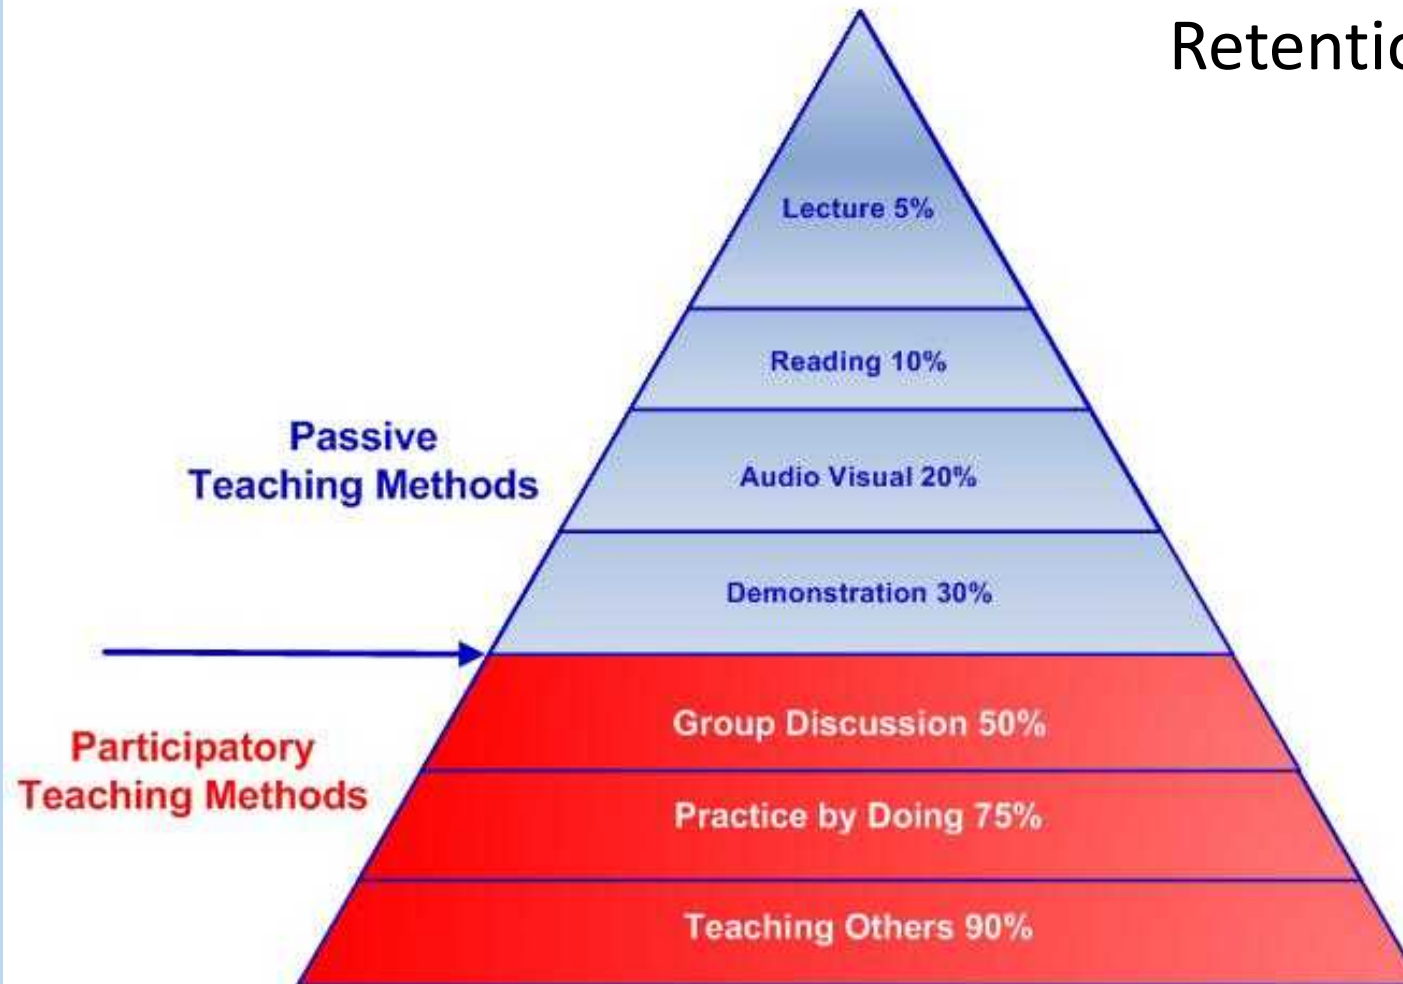 Retentio
Lecture 5%
Reading 10%
Passive
Teaching Methods
Audio Visual 20%
Demonstration 30%
Group Discussion 50%
Participatory
Teaching Methods
Practice by Doing 75%
Teaching Others 90%